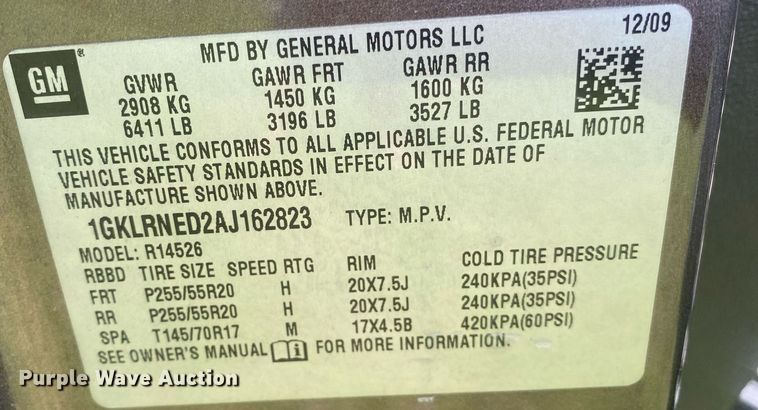 GM ®
MFD BY GENERAL MOTORS LLC
12/09
GVWR GAWR FRT GAWR RR
2908 KG 1450 KG 1600 KG
6411 LB 3196 LB 3527 LB
THIS VEHICLE CONFORMS TO ALL APPLICABLE U.S. FEDERAL MOTOR
VEHICLE SAFETY STANDARDS IN EFFECT ON THE DATE OF
MANUFACTURE SHOWN ABOVE.
1GKLRNED2AJ162823 TYPE: M.P.V.
MODEL: R14526
RBBD TIRE SIZE SPEED RTG RIM COLD TIRE PRESSURE
FRT P255/55R20 H 20X7.5J 240KPA(35PSI)
RR P255/55R20 H 20X7.5J 240KPA(35PSI)
SPA T145/70R17 M 17X4.5B 420KPA(60PSI)
SEE OWNER'S MANUAL i FOR MORE INFORMATION.
Purple Wave Auction